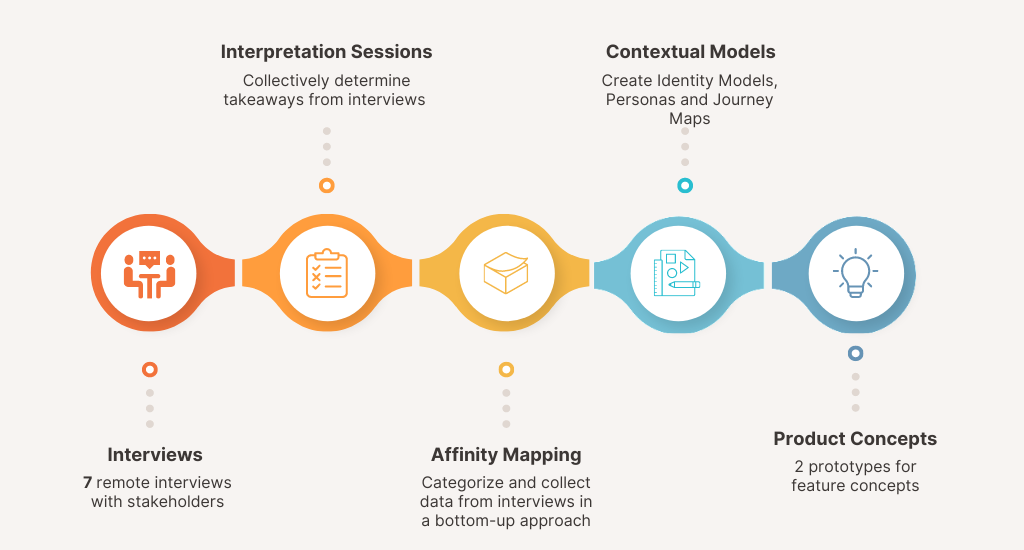 Interpretation Sessions
Collectively determine
takeaways from interviews
Contextual Models
Create Identity Models,
Personas and Journey
Maps
Interviews
7 remote interviews
with stakeholders
Affinity Mapping
Categorize and collect
data from interviews in
a bottom-up approach
Product Concepts
2 prototypes for
feature concepts